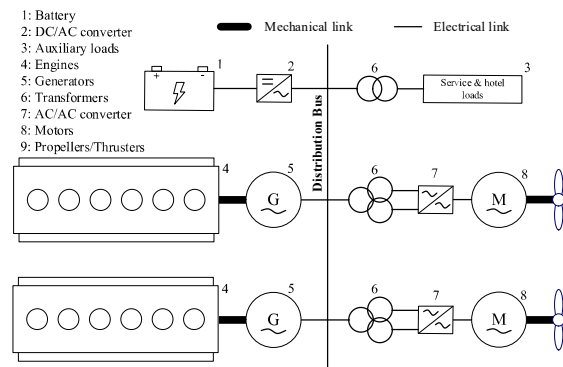 1: Battery
2: DC/AC converter
3: Auxiliary loads
4: Engines
5: Generators
6: Transformers
7: AC/AC converter
8: Motors
9: Propellers/Thrusters
Mechanical link
Electrical link
1
2
6
3
+ -
Service & hotel
loads
Distribution Bus
4
5
6
7
8
G
M
4
5
6
7
8
G
M